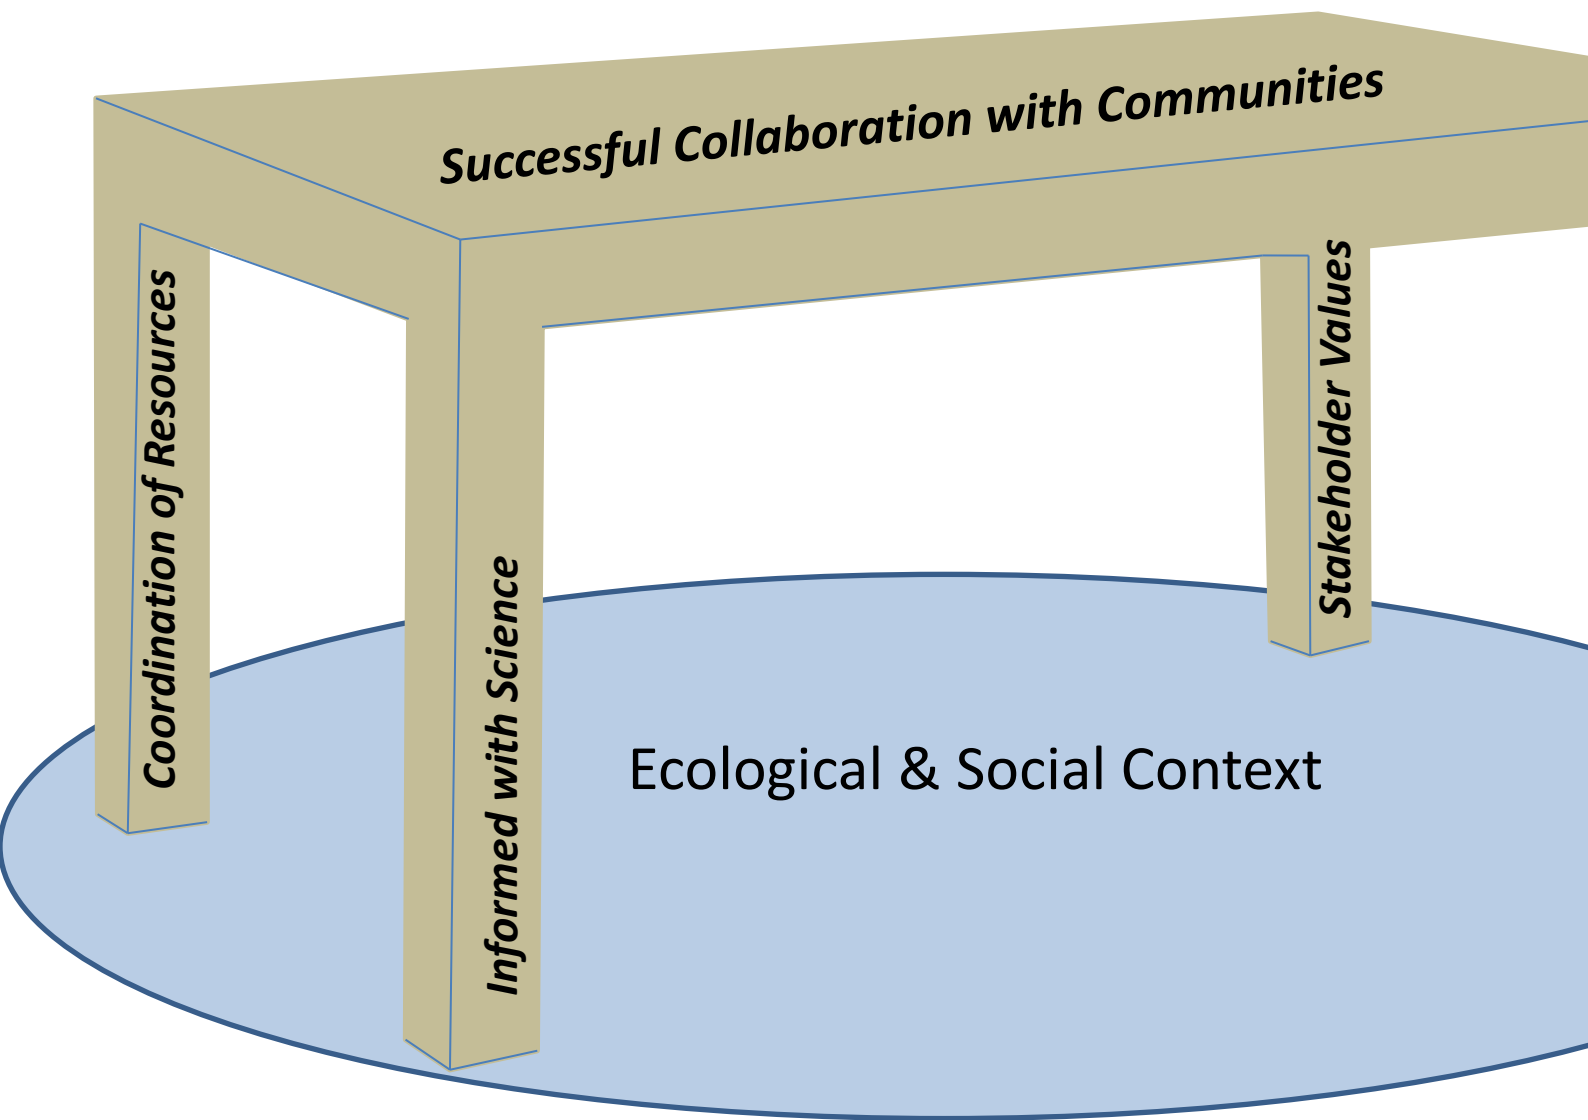 Successful Collaboration with Communities
Coordination of Resources
Informed with Science
Stakeholder Values
Ecological & Social Context